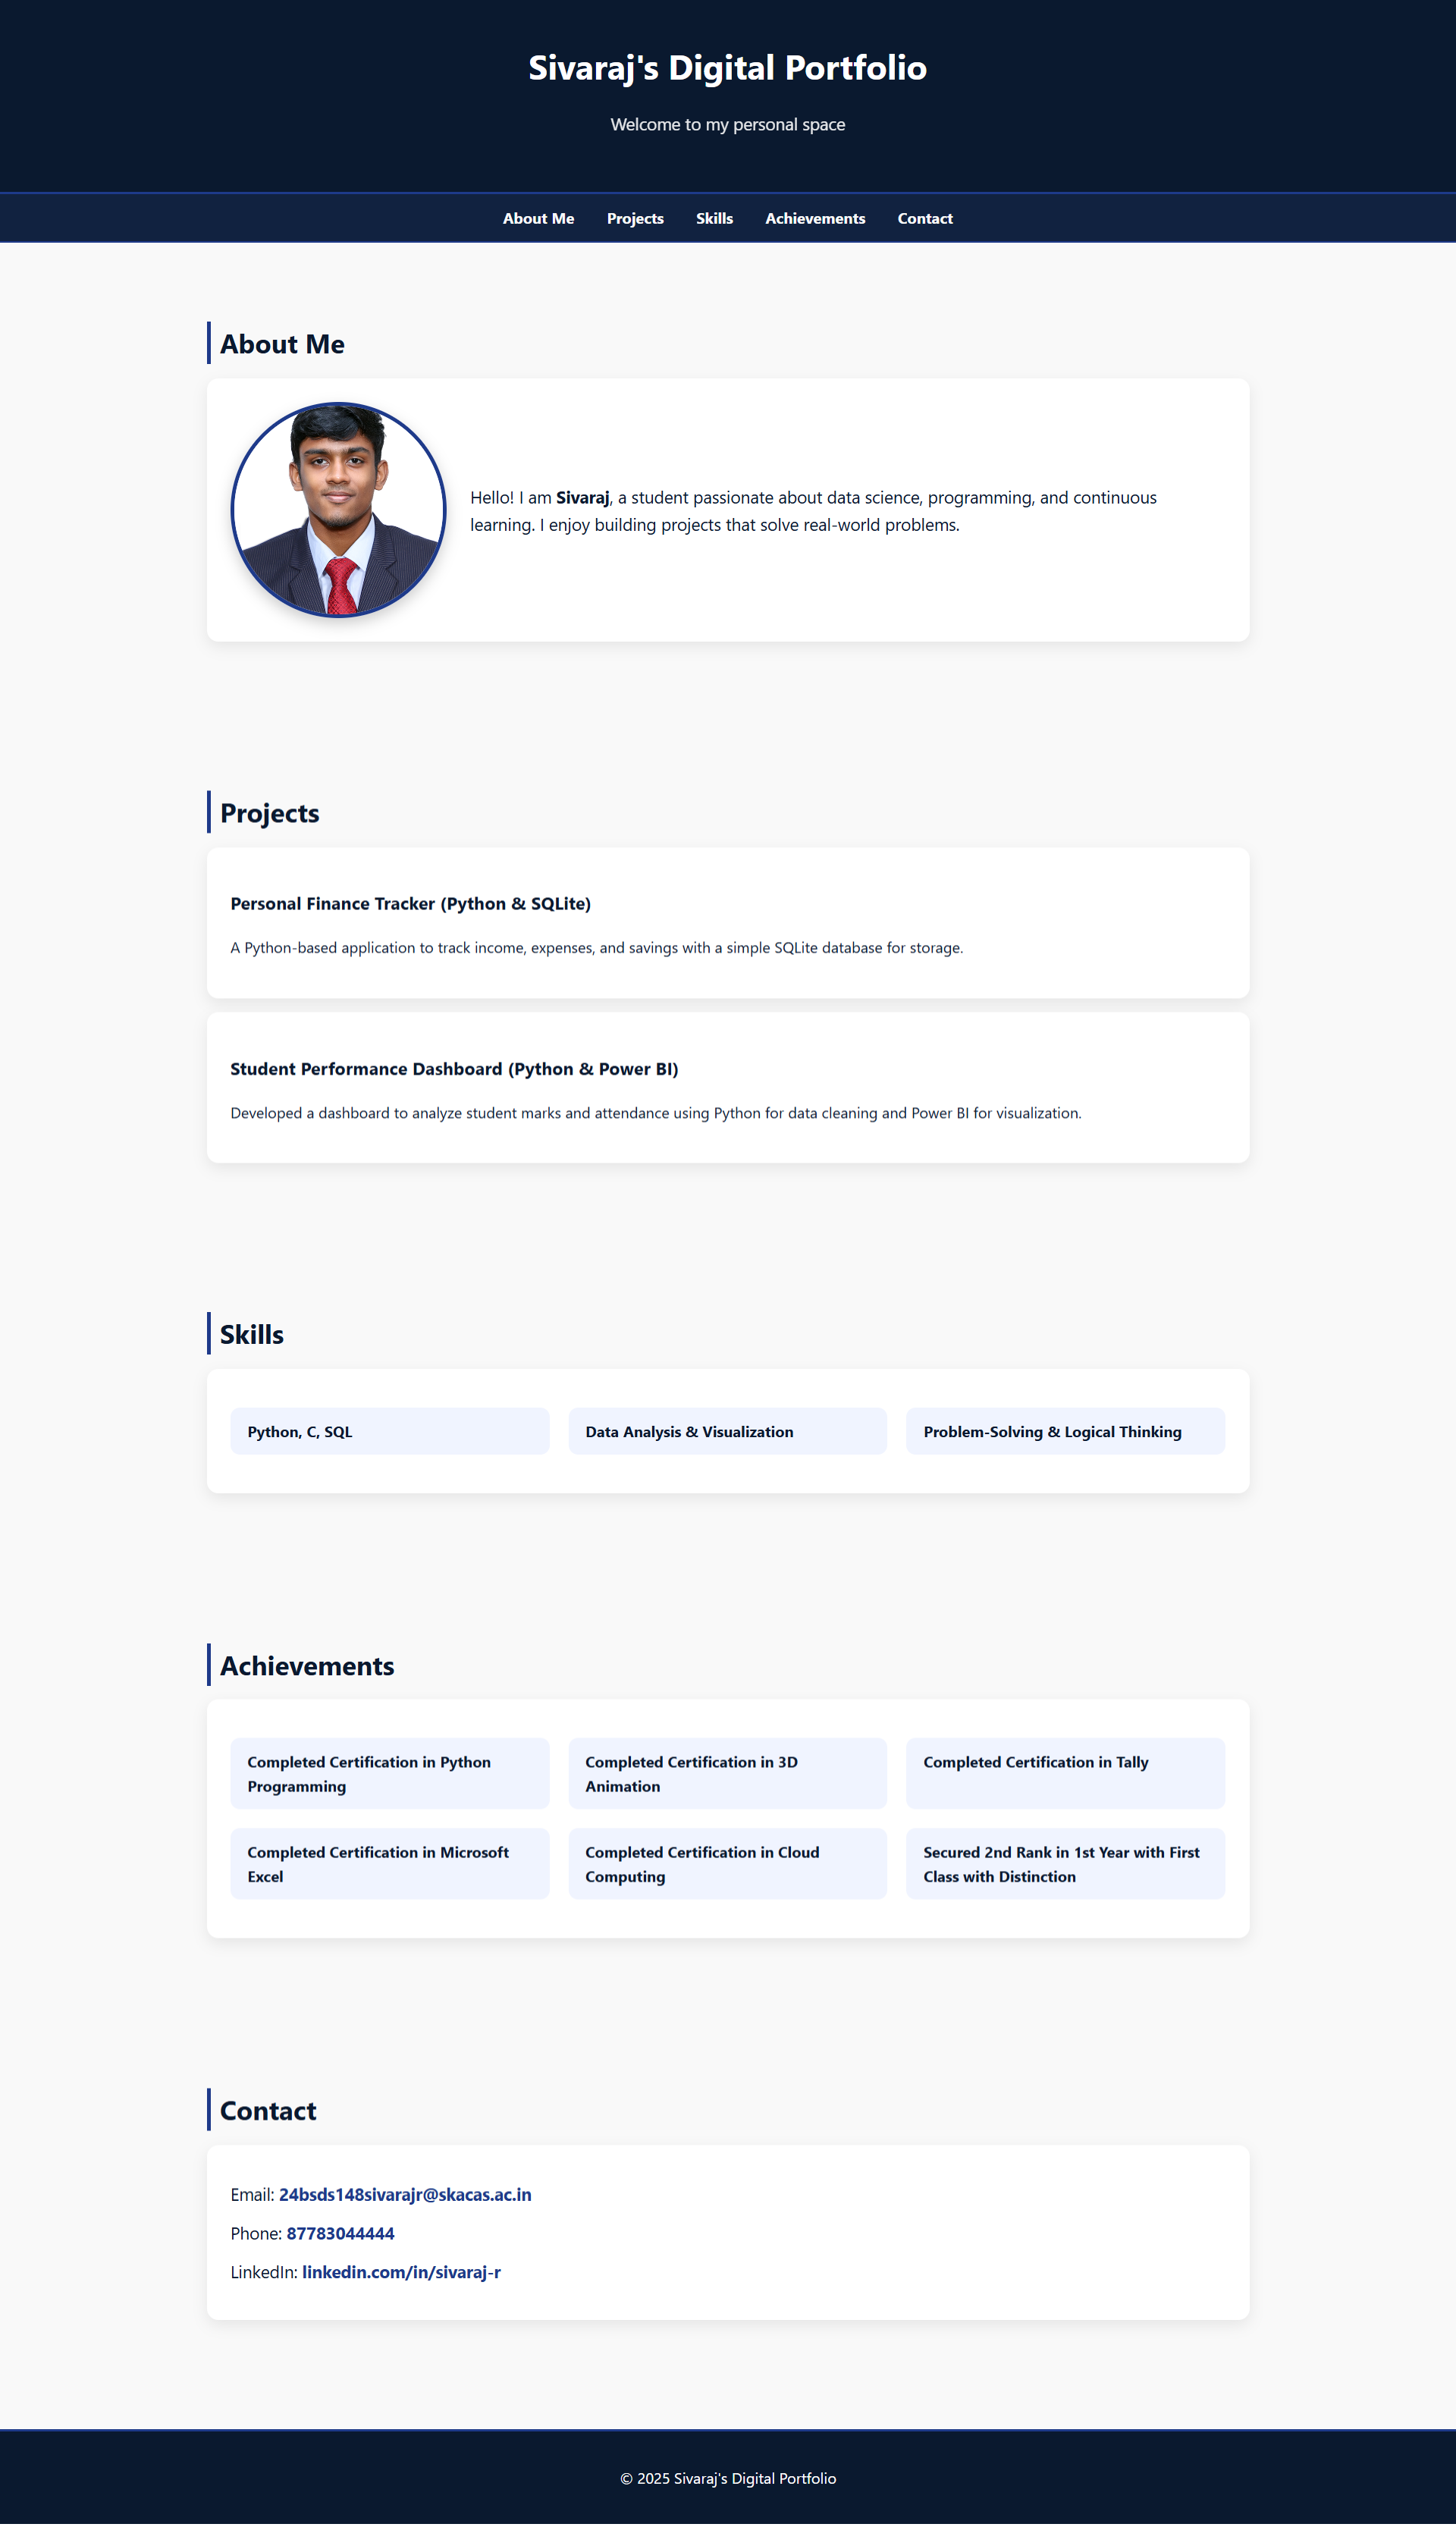 Sivaraj's Digital Portfolio
Welcome to my personal space
About Me
Projects
Skills
Achievements
Contact
About Me
Hello! I am Sivaraj, a student passionate about data science, programming, and continuous
learning. I enjoy building projects that solve real-world problems.
Projects
Personal Finance Tracker (Python & SQLite)
A Python-based application to track income, expenses, and savings with a simple SQLite database for storage.
Student Performance Dashboard (Python & Power BI)
Developed a dashboard to analyze student marks and attendance using Python for data cleaning and Power BI for visualization.
Skills
Python, C, SQL
Data Analysis & Visualization
Problem-Solving & Logical Thinking
Achievements
Completed Certification in Python
Programming
Completed Certification in 3D
Animation
Completed Certification in Tally
Completed Certification in Microsoft
Excel
Completed Certification in Cloud
Computing
Secured 2nd Rank in 1st Year with First
Class with Distinction
Contact
Email: 24bsds148sivarajr@skacas.ac.in
Phone: 87783044444
LinkedIn: linkedin.com/in/sivaraj-r
© 2025 Sivaraj's Digital Portfolio